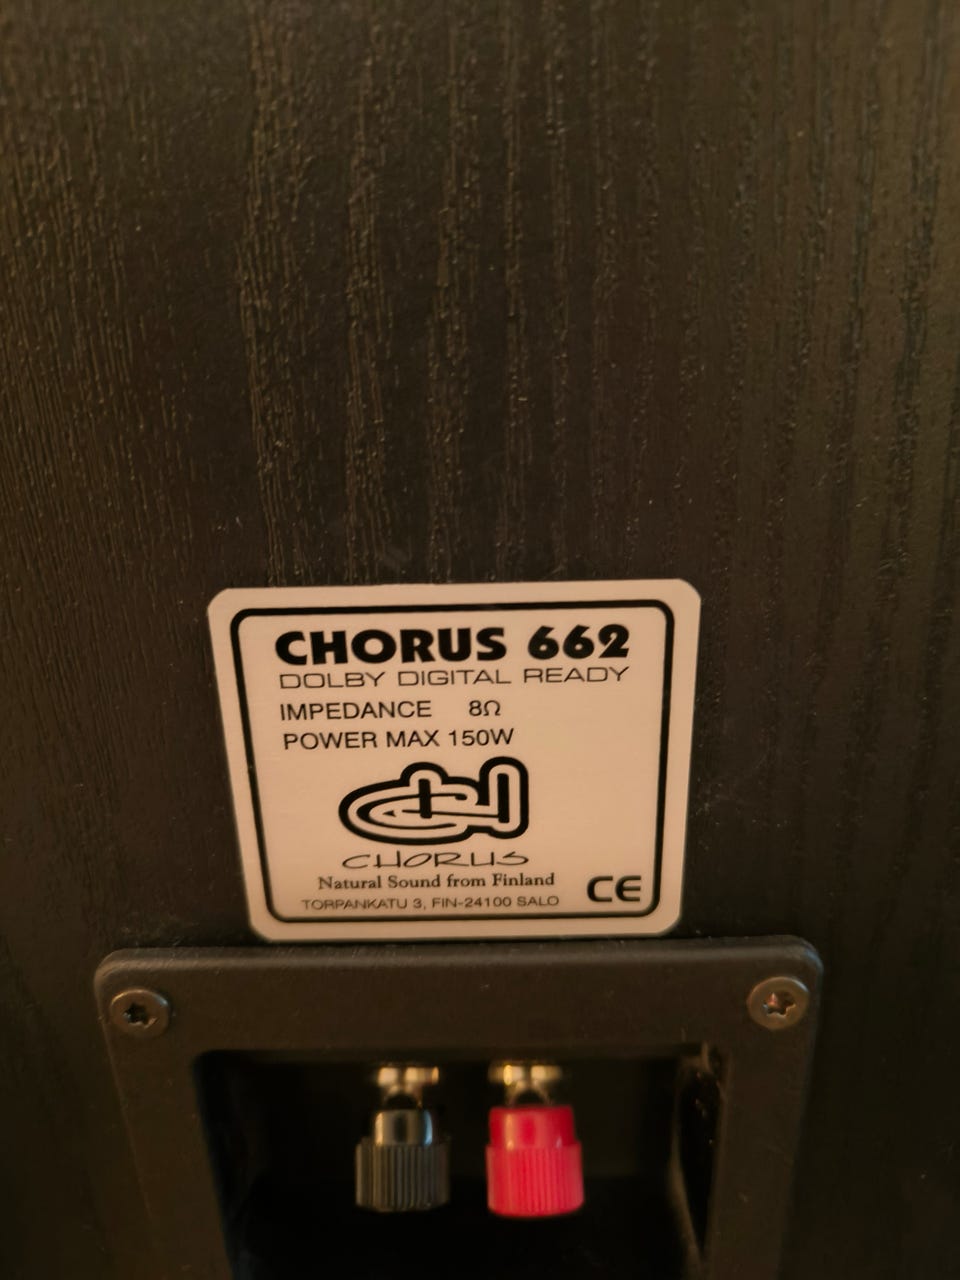 CHORUS 662
DOLBY DIGITAL READY
IMPEDANCE 8Ω
POWER MAX 150W
CH
CHORUS
Natural Sound from Finland
TORPANKATU 3, FIN-24100 SALO
CE